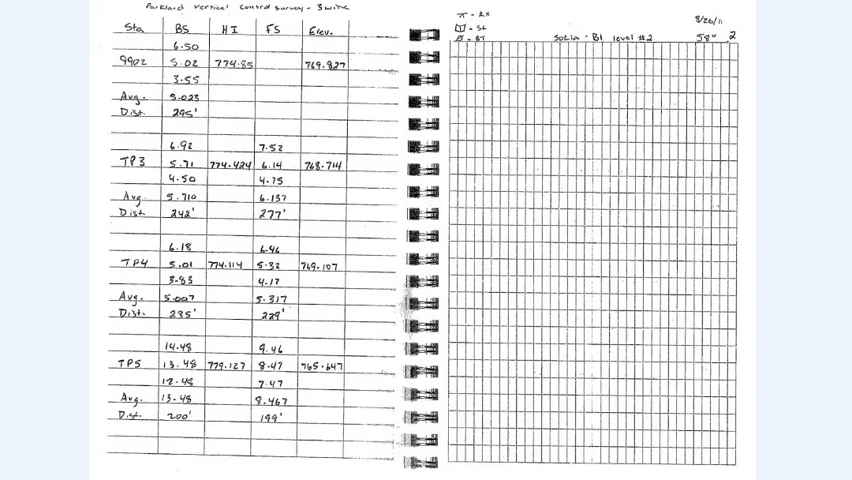 Parkland Vertical Control Survey - 3 wire
Sta BS HI FS Elev.
6.50
9902 5.02 774.85 769.827
3.55
Avg. 5.023
Dist. 295'
6.92 7.52
TP3 5.71 774.424 6.14 768.714
4.50 4.75
Avg 5.710 6.137
Dist. 242' 277'
6.18 6.46
TP4 5.01 774.114 5.32 769.107
3.83 4.17
Avg. 5.007 5.317
Dist. 235' 229'
14.48 9.46
TP5 13.48 779.127 8.47 765.647
12.48 7.47
Avg. 13.48 8.467
Dist. 200' 199'
8/26/11
Sokia - B1 level #2 58° 2